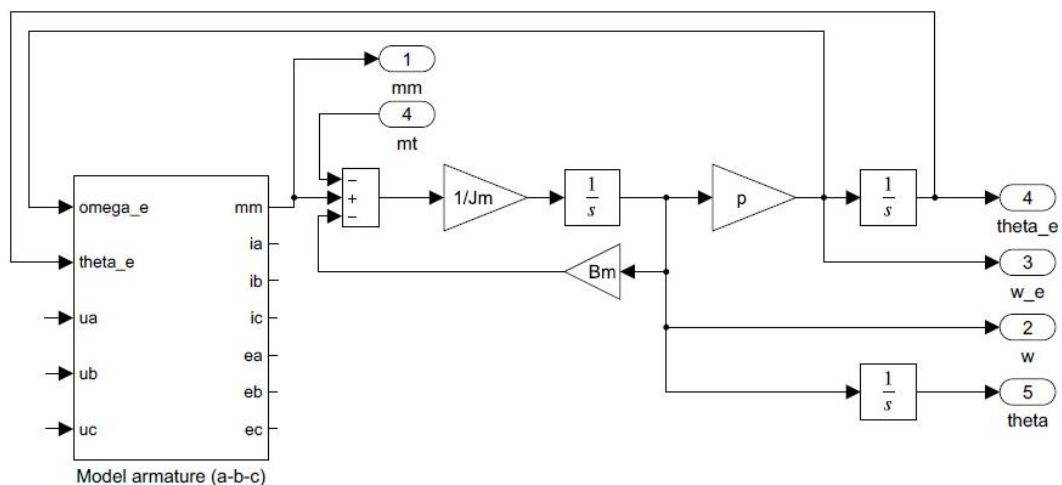 1
mm
4
mt
omega_e
theta_e
ua
ub
uc
mm
ia
ib
ic
ea
eb
ec
Model armature (a-b-c)
−
+
−
1/Jm
1
s
Bm
p
1
s
4
theta_e
3
w_e
2
w
1
s
5
theta